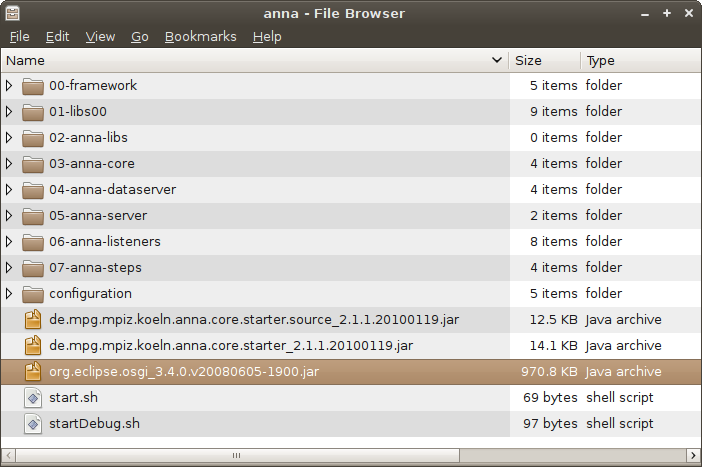 anna - File Browser
File Edit View Go Bookmarks Help
Name Size Type
00-framework 5 items folder
01-libs00 9 items folder
02-anna-libs 0 items folder
03-anna-core 4 items folder
04-anna-dataserver 4 items folder
05-anna-server 2 items folder
06-anna-listeners 8 items folder
07-anna-steps 4 items folder
configuration 5 items folder
de.mpg.mpiz.koeln.anna.core.starter.source_2.1.1.20100119.jar 12.5 KB Java archive
de.mpg.mpiz.koeln.anna.core.starter_2.1.1.20100119.jar 14.1 KB Java archive
org.eclipse.osgi_3.4.0.v20080605-1900.jar 970.8 KB Java archive
start.sh 69 bytes shell script
startDebug.sh 97 bytes shell script